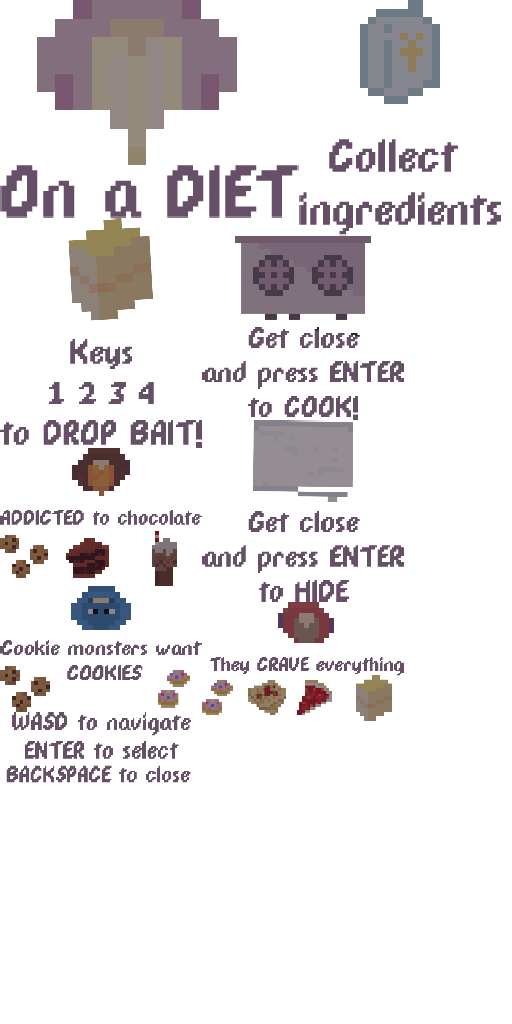 On a DIET
Collect
ingredients
Keys
1 2 3 4
to DROP BAIT!
Get close
and press ENTER
to COOK!
ADDICTED to chocolate
Get close
and press ENTER
to HIDE
Cookie monsters want
COOKIES
They CRAVE everything
WASD to navigate
ENTER to select
BACKSPACE to close